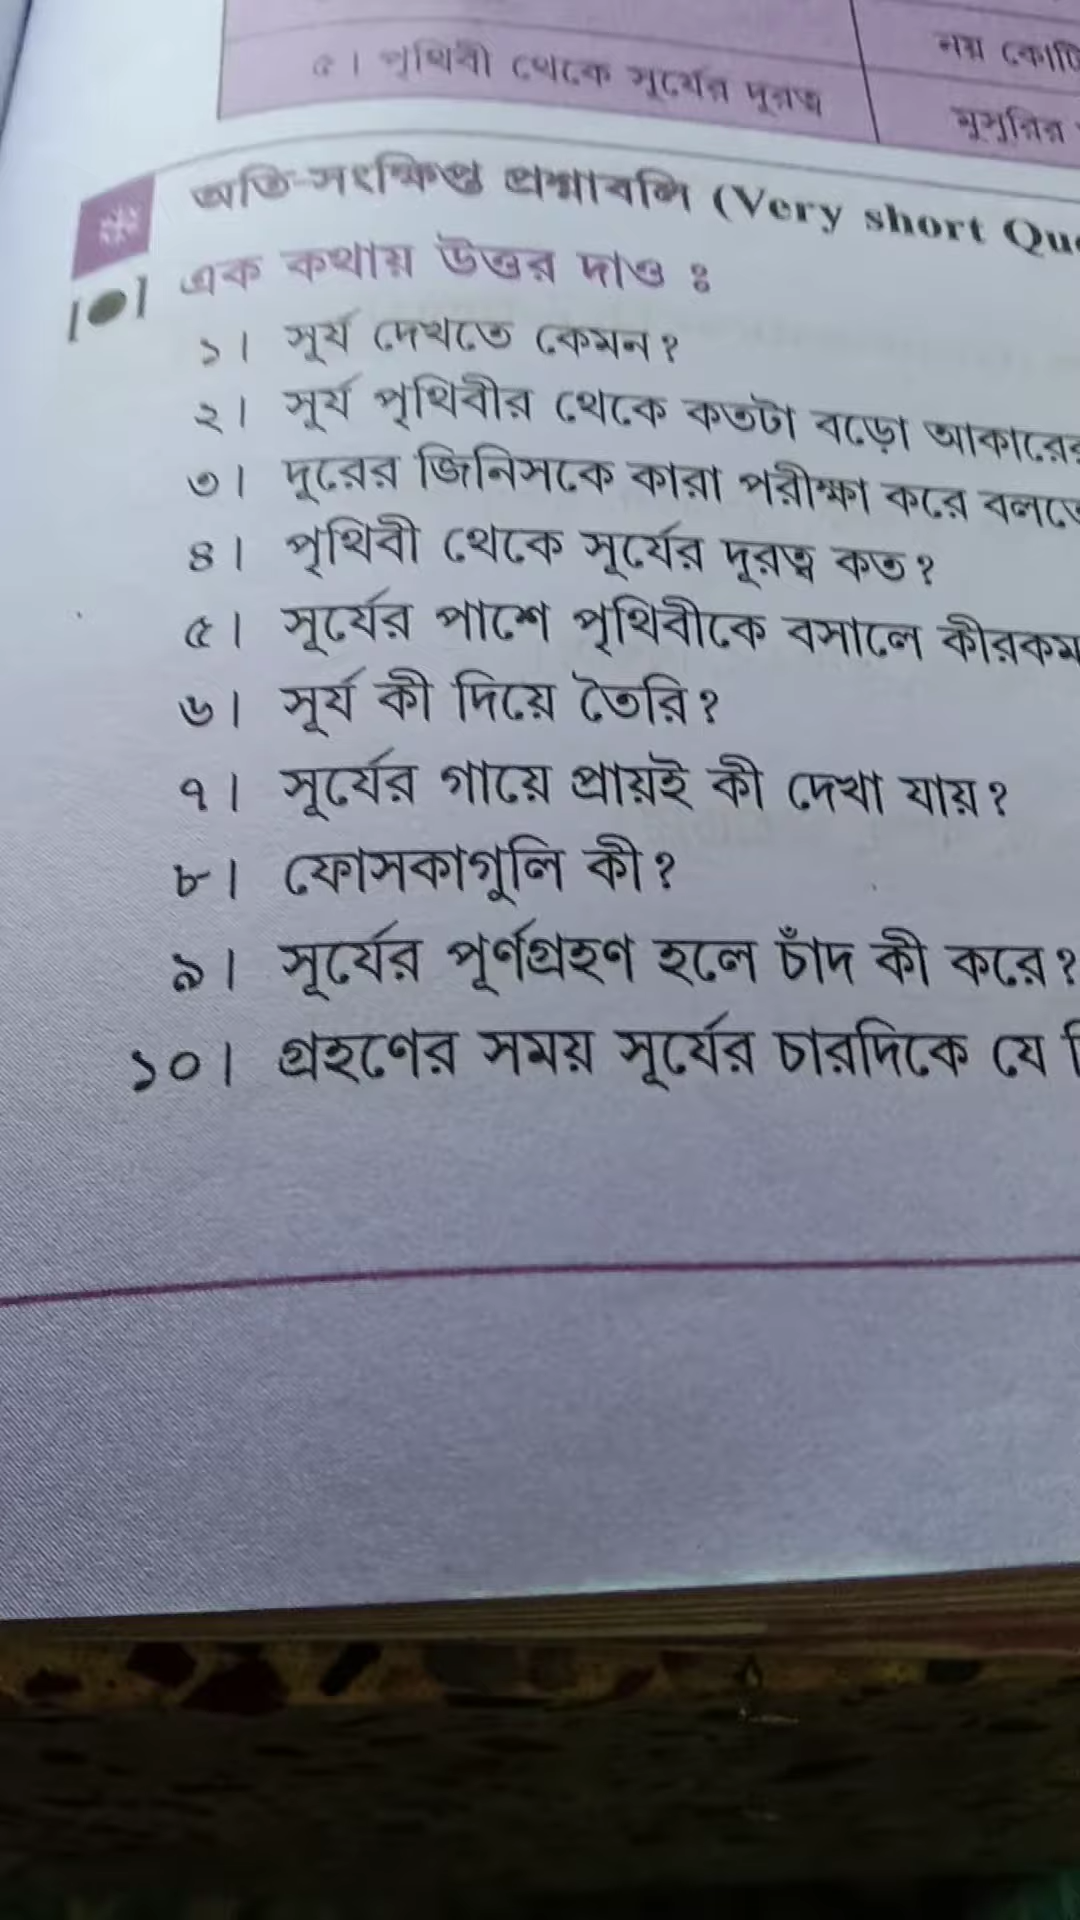 নয় কোটি
৫। পৃথিবী থেকে সূর্যের দূরত্ব
মুসুরির
অতি-সংক্ষিপ্ত প্রশ্নাবলি (Very short Que
এক কথায় উত্তর দাও ঃ
১। সূর্য দেখতে কেমন?
২। সূর্য পৃথিবীর থেকে কতটা বড়ো আকারের
৩। দূরের জিনিসকে কারা পরীক্ষা করে বলতে
৪। পৃথিবী থেকে সূর্যের দূরত্ব কত?
৫। সূর্যের পাশে পৃথিবীকে বসালে কীরকম
৬। সূর্য কী দিয়ে তৈরি?
৭। সূর্যের গায়ে প্রায়ই কী দেখা যায়?
৮। ফোসকাগুলি কী?
৯। সূর্যের পূর্ণগ্রহণ হলে চাঁদ কী করে?
১০। গ্রহণের সময় সূর্যের চারদিকে যে